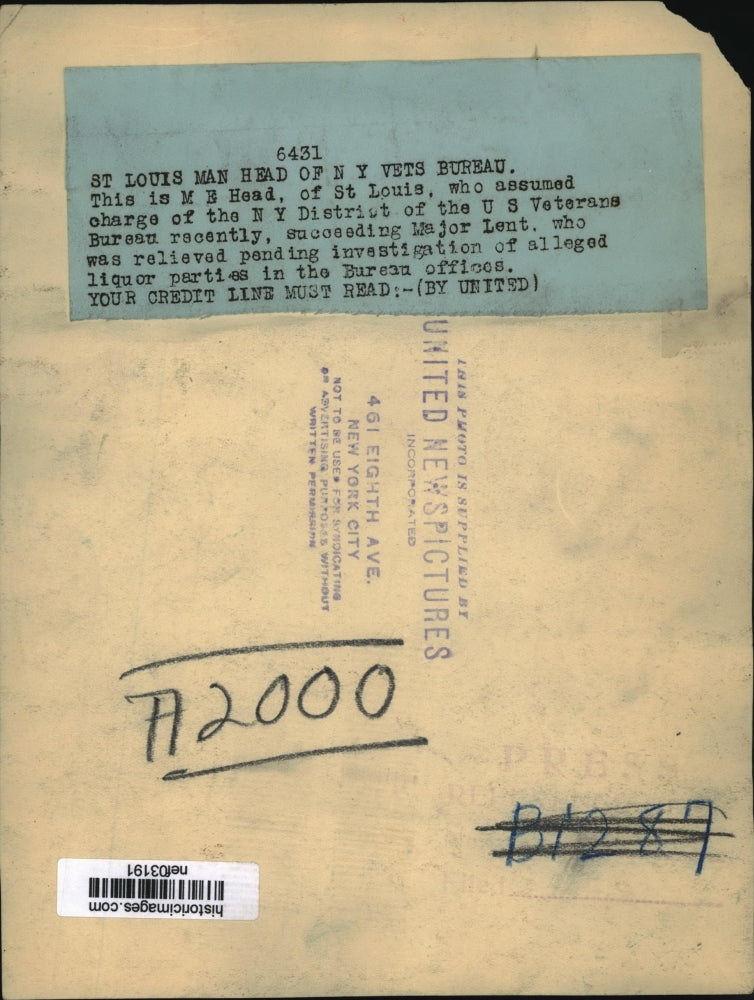 6431
ST LOUIS MAN HEAD OF N Y VETS BUREAU.
This is M E Head, of St Louis, who assumed
charge of the N Y District of the U S Veterans
Bureau recently, succeeding Major Lent, who
was relieved pending investigation of alleged
liquor parties in the Bureau offices.
YOUR CREDIT LINE MUST READ:-(BY UNITED)
THIS PHOTO IS SUPPLIED BY
UNITED NEWSPICTURES
INCORPORATED
461 EIGHTH AVE.
NEW YORK CITY
NOT TO BE USED FOR SYNDICATING
OR ADVERTISING PURPOSES WITHOUT
WRITTEN PERMISSION
A2000
PRESS
B1287
historicimages.com
nef03191